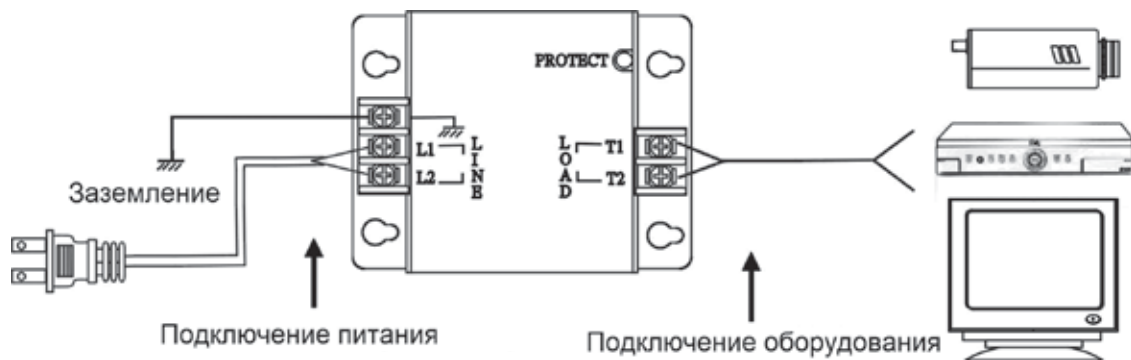 PROTECT
L1
L2
LINE
LOAD
T1
T2
Заземление
Подключение питания
Подключение оборудования